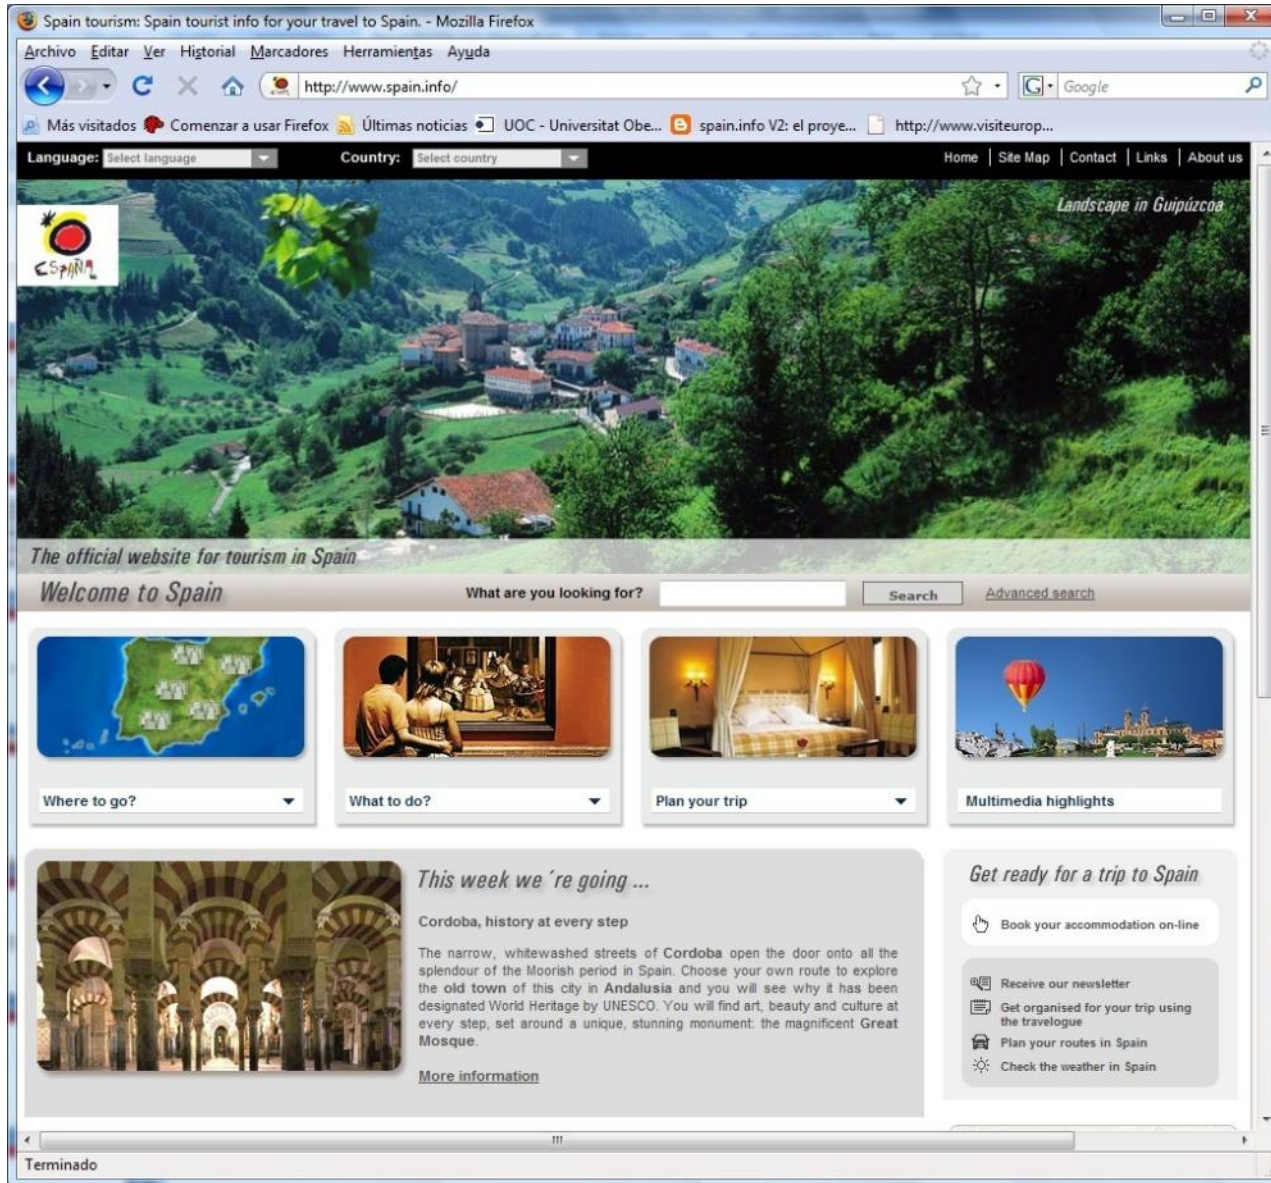 Spain tourism: Spain tourist info for your travel to Spain. - Mozilla Firefox
Archivo Editar Ver Historial Marcadores Herramientas Ayuda
http://www.spain.info/
G Google
Más visitados Comenzar a usar Firefox Últimas noticias UOC - Universitat Obe... spain.info V2: el proye... http://www.visiteurop...
Language: Select language Country: Select country Home | Site Map | Contact | Links | About us
Landscape in Guipúzcoa
ESPAÑA
The official website for tourism in Spain
Welcome to Spain What are you looking for? Search Advanced search
Where to go? What to do? Plan your trip Multimedia highlights
This week we´re going ...
Cordoba, history at every step
The narrow, whitewashed streets of Cordoba open the door onto all the
splendour of the Moorish period in Spain. Choose your own route to explore
the old town of this city in Andalusia and you will see why it has been
designated World Heritage by UNESCO. You will find art, beauty and culture at
every step, set around a unique, stunning monument: the magnificent Great
Mosque.
More information
Get ready for a trip to Spain
Book your accommodation on-line
Receive our newsletter
Get organised for your trip using
the travelogue
Plan your routes in Spain
Check the weather in Spain
Terminado